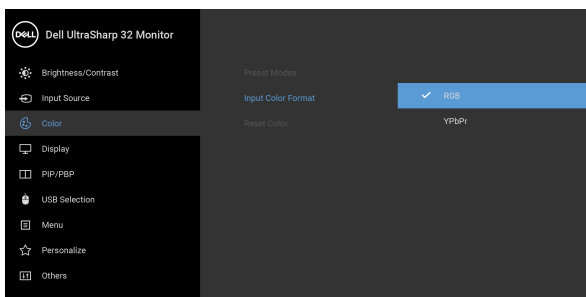 DELL Dell UltraSharp 32 Monitor
Brightness/Contrast
Preset Modes
Input Source
Input Color Format
RGB
Color
Reset Color
YPbPr
Display
PIP/PBP
USB Selection
Menu
Personalize
Others